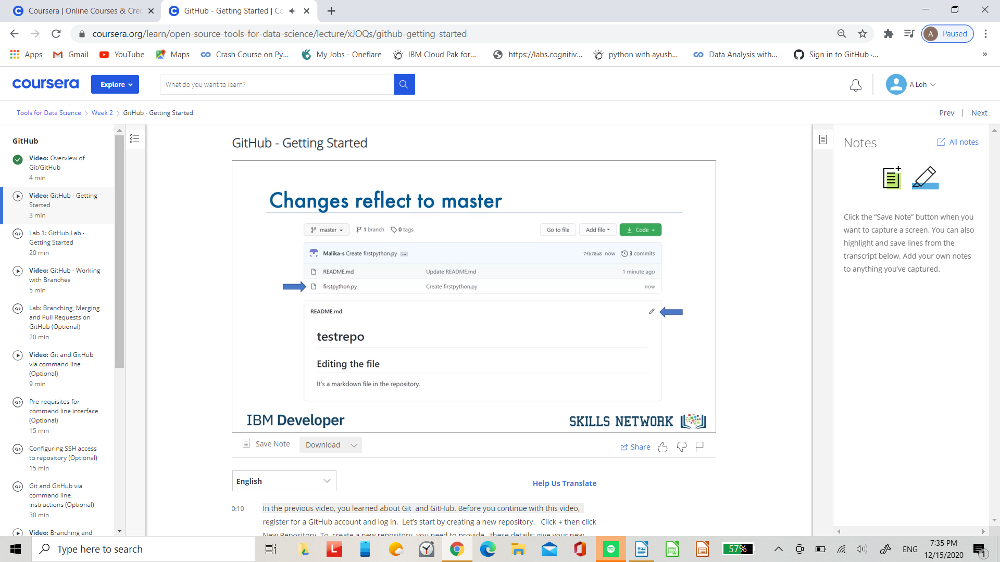 Coursera | Online Courses & Cre
GitHub - Getting Started | Co
coursera.org/learn/open-source-tools-for-data-science/lecture/xJOQs/github-getting-started
A Paused
Apps Gmail YouTube Maps Crash Course on Py... My Jobs - Oneflare IBM Cloud Pak for... https://labs.cognitiv... python with ayush... Data Analysis with... Sign in to GitHub ·... »
coursera Explore What do you want to learn? A Loh
Tools for Data Science > Week 2 > GitHub - Getting Started Prev | Next
GitHub
Video: Overview of
Git/GitHub
4 min
Video: GitHub - Getting
Started
3 min
Lab 1: GitHub Lab -
Getting Started
20 min
Video: GitHub - Working
with Branches
5 min
Lab: Branching, Merging
and Pull Requests on
GitHub (Optional)
20 min
Video: Git and GitHub
via command line
(Optional)
9 min
Pre-requisites for
command line interface
(Optional)
15 min
Configuring SSH access
to repository (Optional)
15 min
Git and GitHub via
command line
instructions (Optional)
30 min
Video: Branching and
GitHub - Getting Started
Changes reflect to master
master 1 branch 0 tags Go to file Add file Code
Malika-s Create firstpython.py ... 7fb70a8 now 3 commits
README.md Update README.md 1 minute ago
firstpython.py Create firstpython.py now
README.md
testrepo
Editing the file
It's a markdown file in the repository.
IBM Developer
SKILLS NETWORK
Save Note Download Share
English Help Us Translate
0:10 In the previous video, you learned about Git and GitHub. Before you continue with this video,
register for a GitHub account and log in. Let's start by creating a new repository. Click + then click
New Repository. To create a new repository, you need to provide these details: give your new
Notes All notes
Click the “Save Note” button when you
want to capture a screen. You can also
highlight and save lines from the
transcript below. Add your own notes
to anything you’ve captured.
Type here to search
L
57%
ENG
7:35 PM
12/15/2020
1